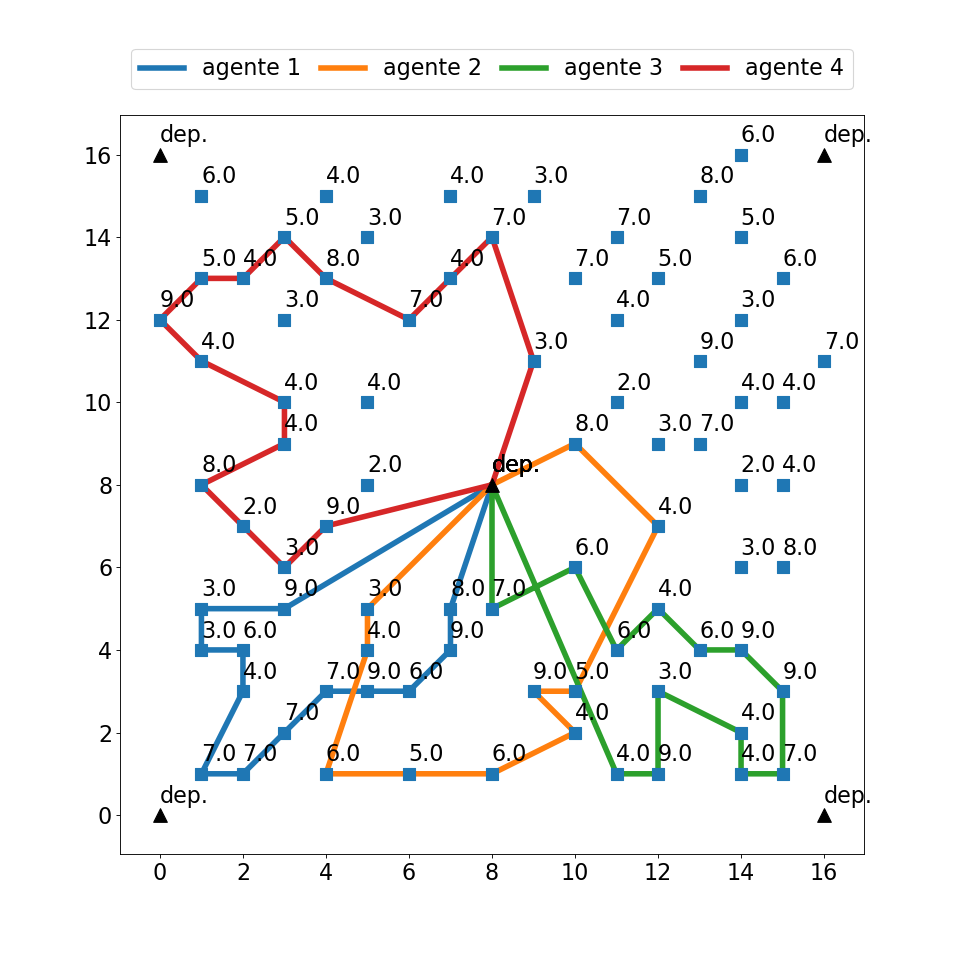 agente 1 agente 2 agente 3 agente 4
dep. 6.0 dep.
16
6.0 4.0 4.0 3.0 8.0
5.0 3.0 7.0 7.0 5.0
14
5.0 4.0 8.0 4.0 7.0 5.0 6.0
9.0 3.0 7.0 4.0 3.0
12
4.0 3.0 9.0 7.0
4.0 4.0 2.0 4.0 4.0
10
4.0 8.0 3.0 7.0
8.0 2.0 dep. 2.0 4.0
8
2.0 9.0 4.0
3.0 6.0 3.0 8.0
6
3.0 9.0 3.0 8.0 7.0 4.0
3.0 6.0 4.0 9.0 6.0 6.0 9.0
4
4.0 7.0 9.0 6.0 9.0 5.0 3.0 9.0
7.0 4.0 4.0
2
7.0 7.0 6.0 5.0 6.0 4.0 9.0 4.0 7.0
dep. dep.
0
0 2 4 6 8 10 12 14 16